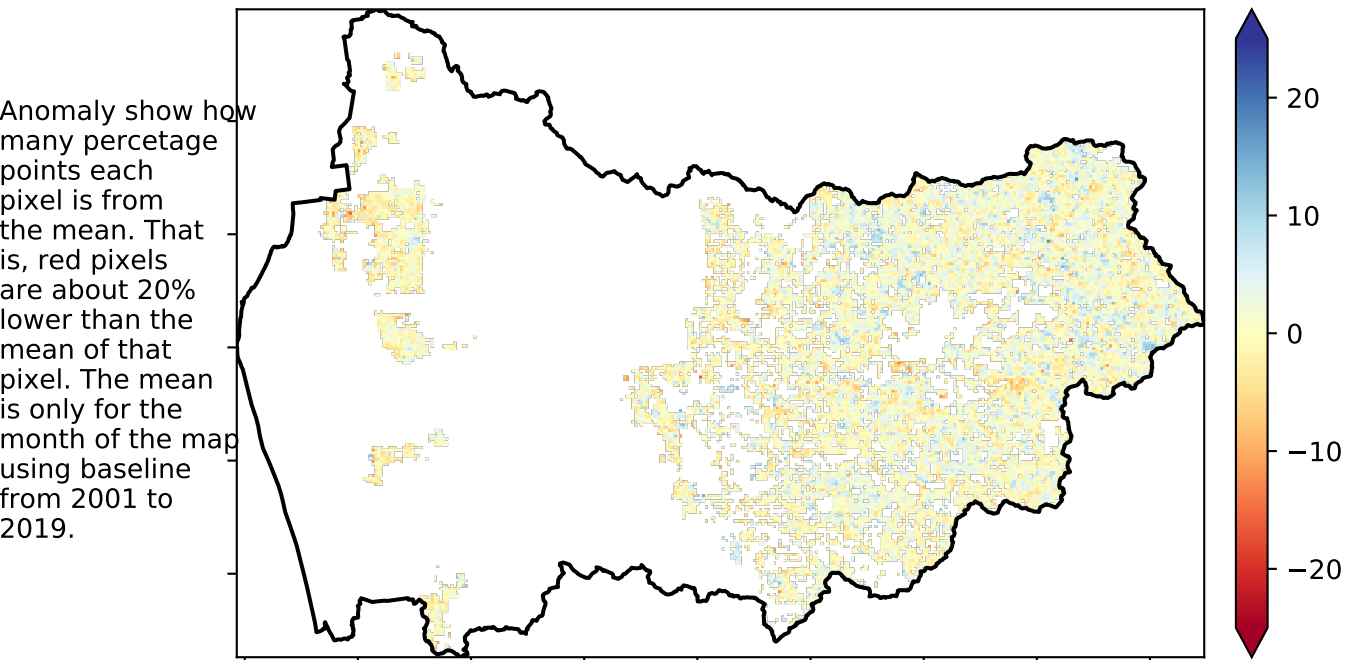 Anomaly show how
many percetage
points each
pixel is from
the mean. That
is, red pixels
are about 20%
lower than the
mean of that
pixel. The mean
is only for the
month of the map
using baseline
from 2001 to
2019.
20
10
0
−10
−20